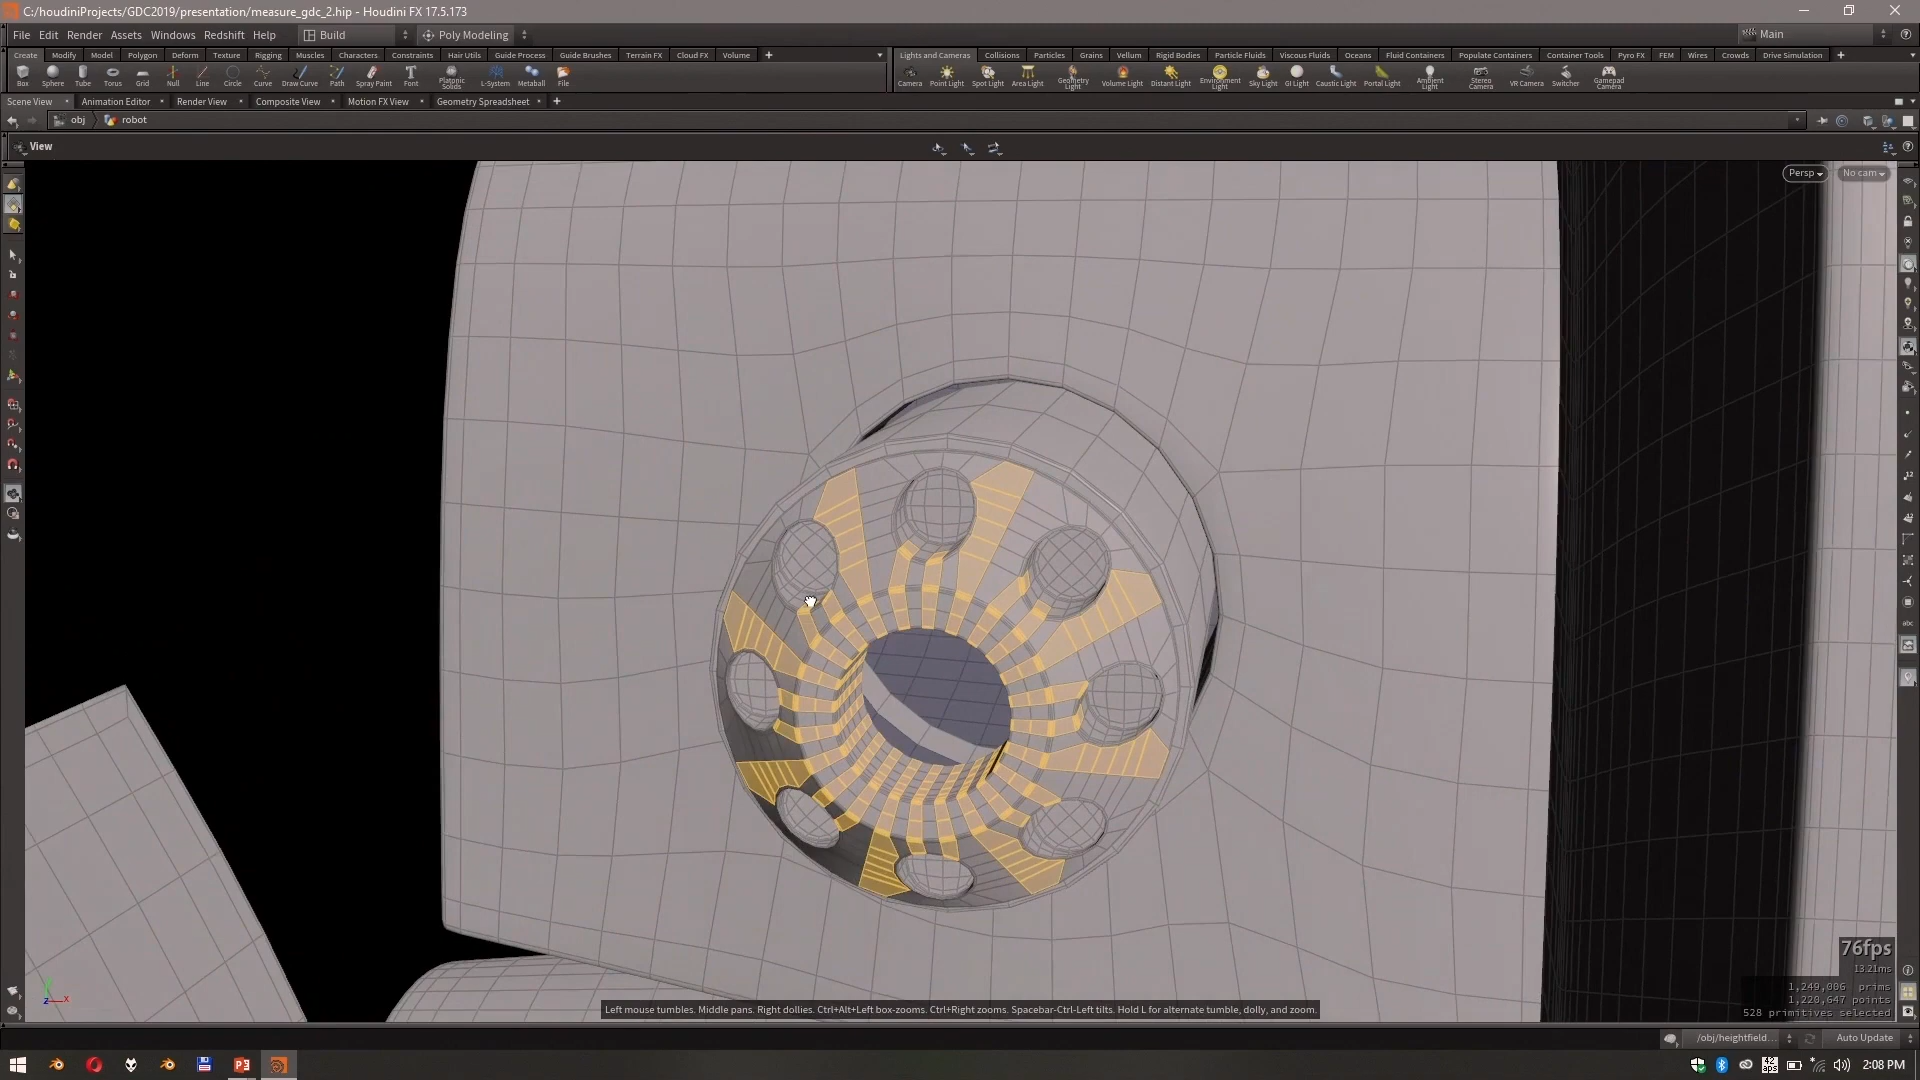 C:/houdiniProjects/GDC2019/presentation/measure_gdc_2.hip - Houdini FX 17.5.173
File Edit Render Assets Windows Redshift Help Build Poly Modeling Main
Create Modify Model Polygon Deform Texture Rigging Muscles Characters Constraints Hair Utils Guide Process Guide Brushes Terrain FX Cloud FX Volume
Lights and Cameras Collisions Particles Grains Vellum Rigid Bodies Particle Fluids Viscous Fluids Oceans Fluid Containers Populate Containers Container Tools Pyro FX FEM Wires Crowds Drive Simulation
Box Sphere Tube Torus Grid Null Line Circle Curve Draw Curve Path Spray Paint Font Platonic Solids L-System Metaball File
Camera Point Light Spot Light Area Light Geometry Light Volume Light Distant Light Environment Light Sky Light GI Light Caustic Light Portal Light Ambient Light Stereo Camera VR Camera Switcher Gamepad Camera
Scene View Animation Editor Render View Composite View Motion FX View Geometry Spreadsheet
obj robot
View
Persp No cam
76fps
13.21ms
1,249,006 prims
1,220,647 points
528 primitives selected
Left mouse tumbles. Middle pans. Right dollies. Ctrl+Alt+Left box-zooms. Ctrl+Right zooms. Spacebar-Ctrl-Left tilts. Hold L for alternate tumble, dolly, and zoom.
/obj/heightfield... Auto Update
2:08 PM